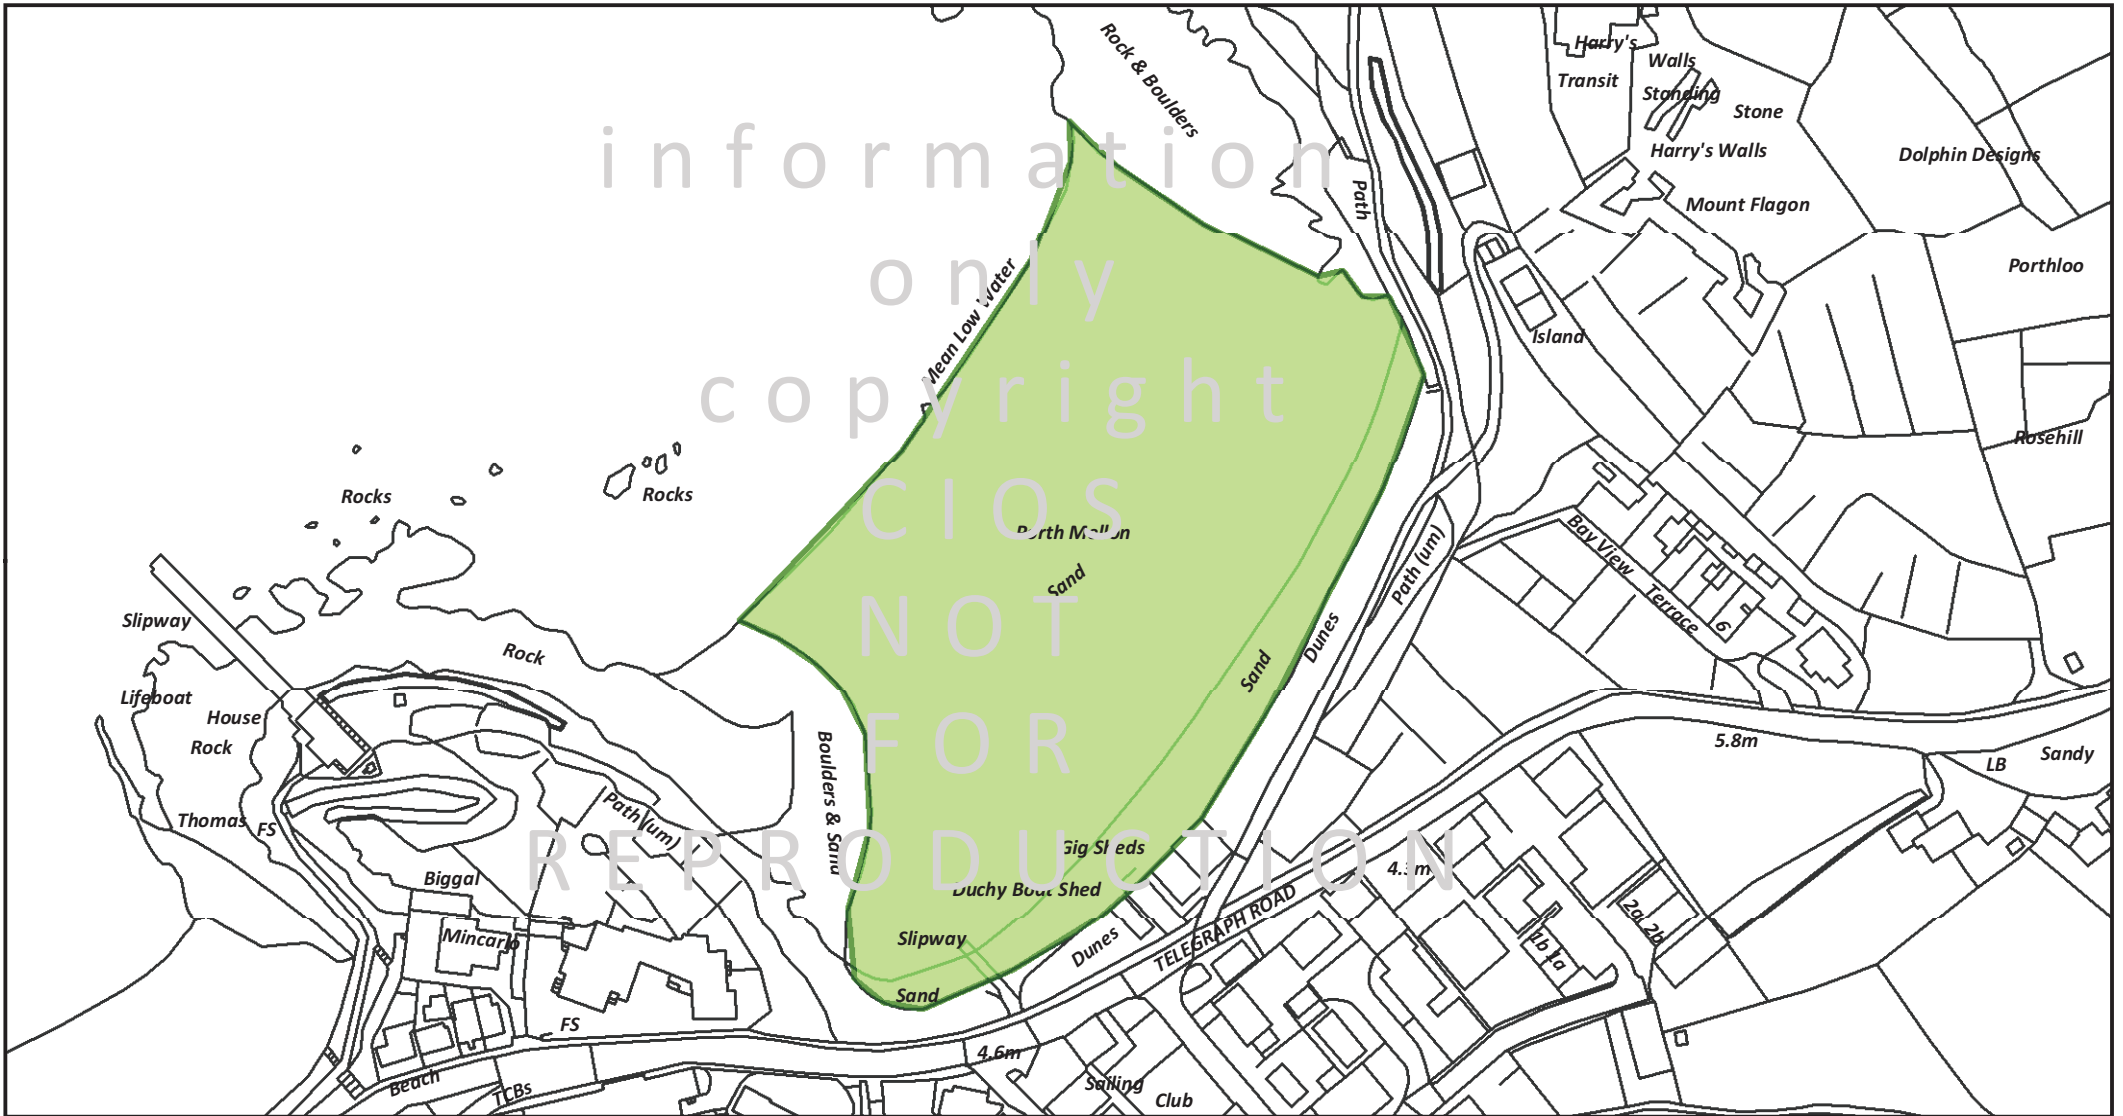 Harry's
Walls
Transit
Standing
Stone
Harry's Walls
Dolphin Designs
Mount Flagon
Rock & Boulders
Path
information
only
copyright
CIOS
NOT
FOR
REPRODUCTION
Porthloo
Island
Mean Low Water
Rosehill
Rocks
Rocks
Porth Mellon
Sand
Bay View Terrace
Path (um)
6
Slipway
Rock
Dunes
Sand
Lifeboat
House
Rock
5.8m
LB
Sandy
Boulders & Sand
Path (um)
Thomas
FS
Gig Sheds
4.3m
Biggal
Duchy Boat Shed
TELEGRAPH ROAD
2a
2b
1b
1a
Mincarlo
Slipway
Dunes
Sand
FS
4.6m
Beach
TCBs
Sailing
Club